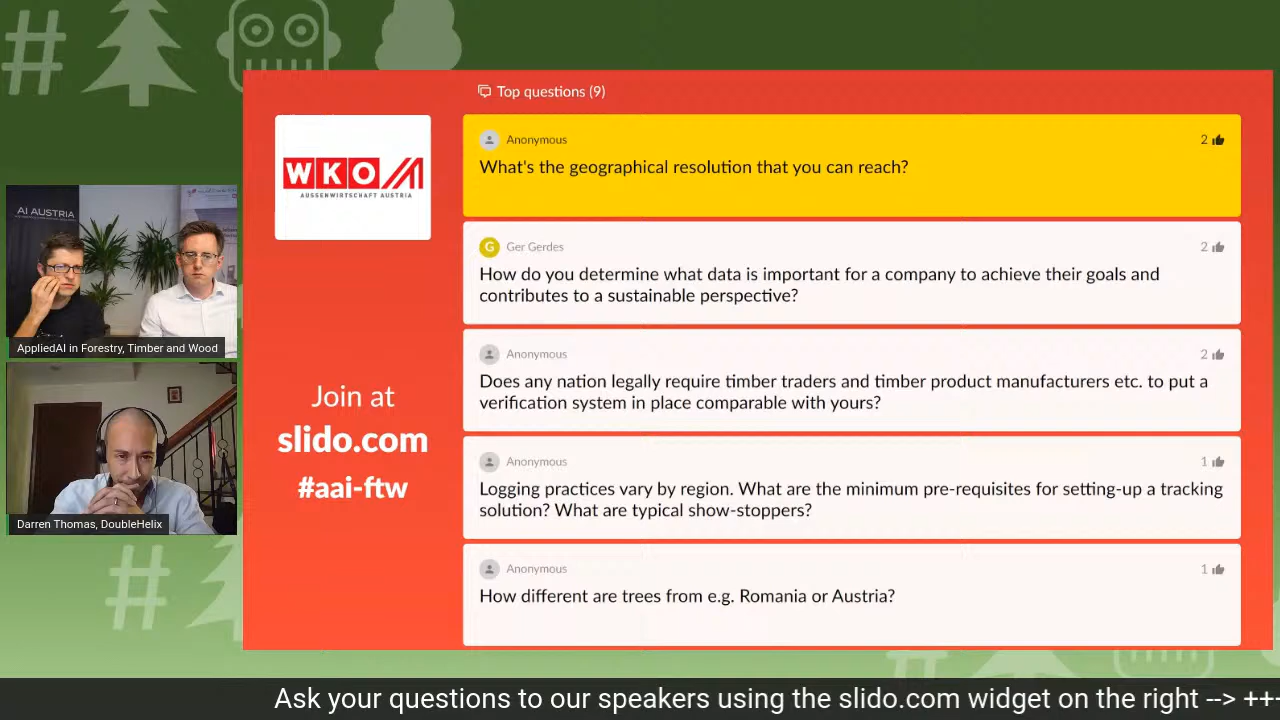 #
Top questions (9)
WKO
AUSSENWIRTSCHAFT AUSTRIA
Anonymous
2
What's the geographical resolution that you can reach?
G
Ger Gerdes
2
How do you determine what data is important for a company to achieve their goals and
contributes to a sustainable perspective?
Anonymous
2
Does any nation legally require timber traders and timber product manufacturers etc. to put a
verification system in place comparable with yours?
Anonymous
1
Logging practices vary by region. What are the minimum pre-requisites for setting-up a tracking
solution? What are typical show-stoppers?
Anonymous
1
How different are trees from e.g. Romania or Austria?
Join at
slido.com
#aai-ftw
AI AUSTRIA
AppliedAI in Forestry, Timber and Wood
Darren Thomas, DoubleHelix
#
Ask your questions to our speakers using the slido.com widget on the right --> ++